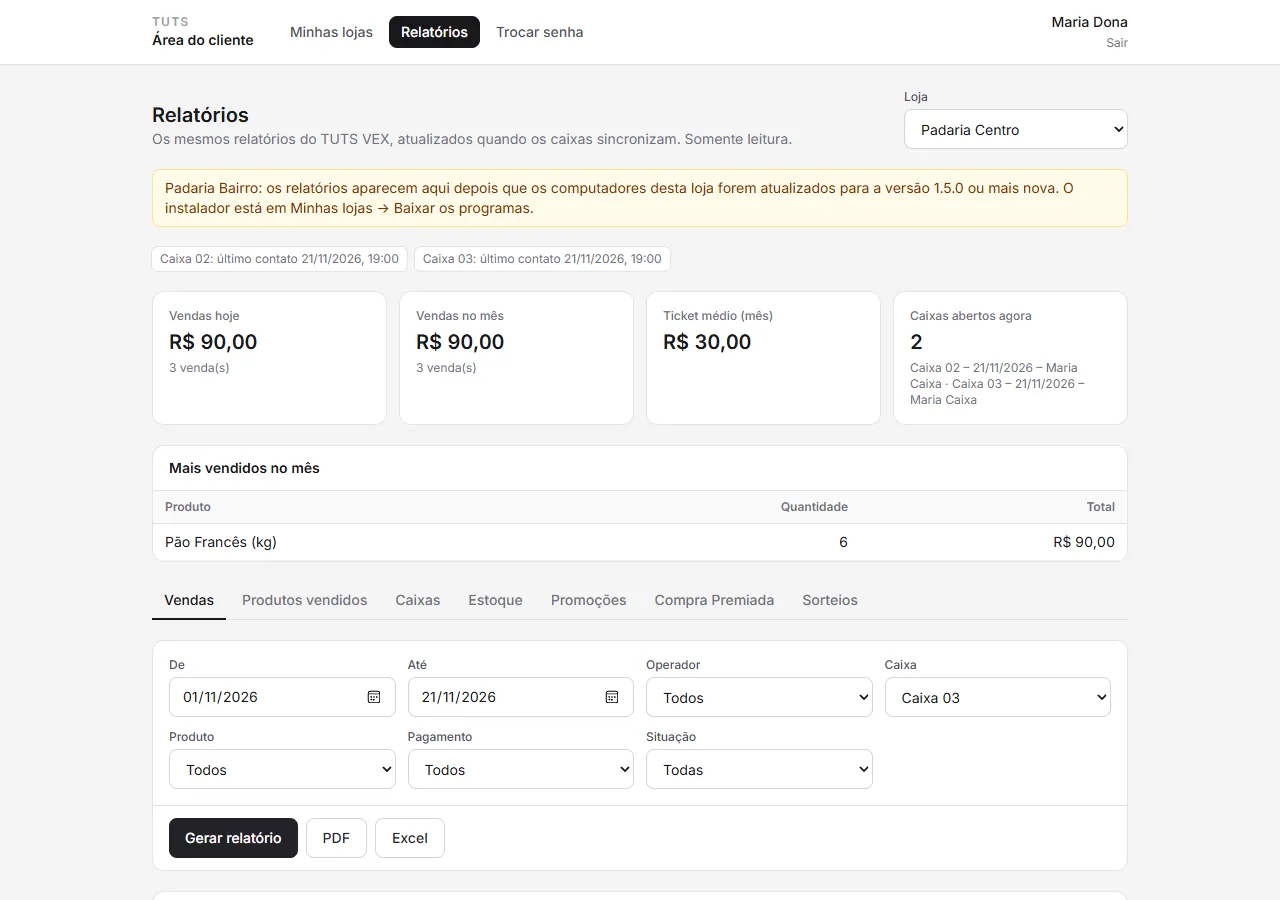 TUTS
Área do cliente
Minhas lojas
Relatórios
Trocar senha
Maria Dona
Sair
Relatórios
Os mesmos relatórios do TUTS VEX, atualizados quando os caixas sincronizam. Somente leitura.
Loja
Padaria Centro
Padaria Bairro: os relatórios aparecem aqui depois que os computadores desta loja forem atualizados para a versão 1.5.0 ou mais nova. O
instalador está em Minhas lojas → Baixar os programas.
Caixa 02: último contato 21/11/2026, 19:00
Caixa 03: último contato 21/11/2026, 19:00
Vendas hoje
R$ 90,00
3 venda(s)
Vendas no mês
R$ 90,00
3 venda(s)
Ticket médio (mês)
R$ 30,00
Caixas abertos agora
2
Caixa 02 – 21/11/2026 – Maria
Caixa · Caixa 03 – 21/11/2026 –
Maria Caixa
Mais vendidos no mês
Produto Quantidade Total
Pão Francês (kg) 6 R$ 90,00
Vendas
Produtos vendidos
Caixas
Estoque
Promoções
Compra Premiada
Sorteios
De
01/11/2026
Até
21/11/2026
Operador
Todos
Caixa
Caixa 03
Produto
Todos
Pagamento
Todos
Situação
Todas
Gerar relatório
PDF
Excel